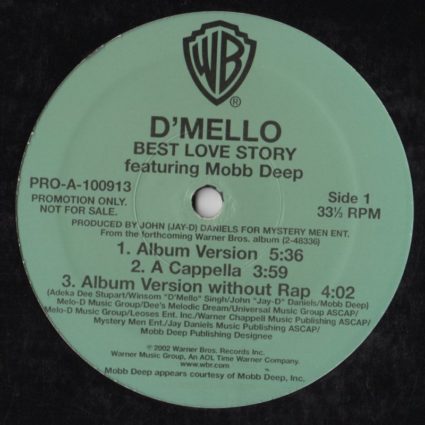 WB
®
D'MELLO
BEST LOVE STORY
featuring Mobb Deep
PRO-A-100913
PROMOTION ONLY.
NOT FOR SALE.
Side 1
33⅓ RPM
PRODUCED BY JOHN (JAY-D) DANIELS FOR MYSTERY MEN ENT.
From the forthcoming Warner Bros. album (2-48336)
1. Album Version 5:36
2. A Cappella 3:59
3. Album Version without Rap 4:02
(Adeka Dee Stupart/Winsom "D'Mello" Singh/John "Jay-D" Daniels/Mobb Deep)
Melo-D Music Group/Dee's Melodic Dream/Universal Music Group ASCAP/
Melo-D Music Group/Leoses Ent. Inc/Warner Chappell Music Publishing ASCAP/
Mystery Men Ent./Jay Daniels Music Publishing ASCAP/
Mobb Deep Publishing Designee
℗2002 Warner Bros. Records Inc.
Warner Music Group, An AOL Time Warner Company.
www.wbr.com
Mobb Deep appears courtesy of Mobb Deep, Inc.